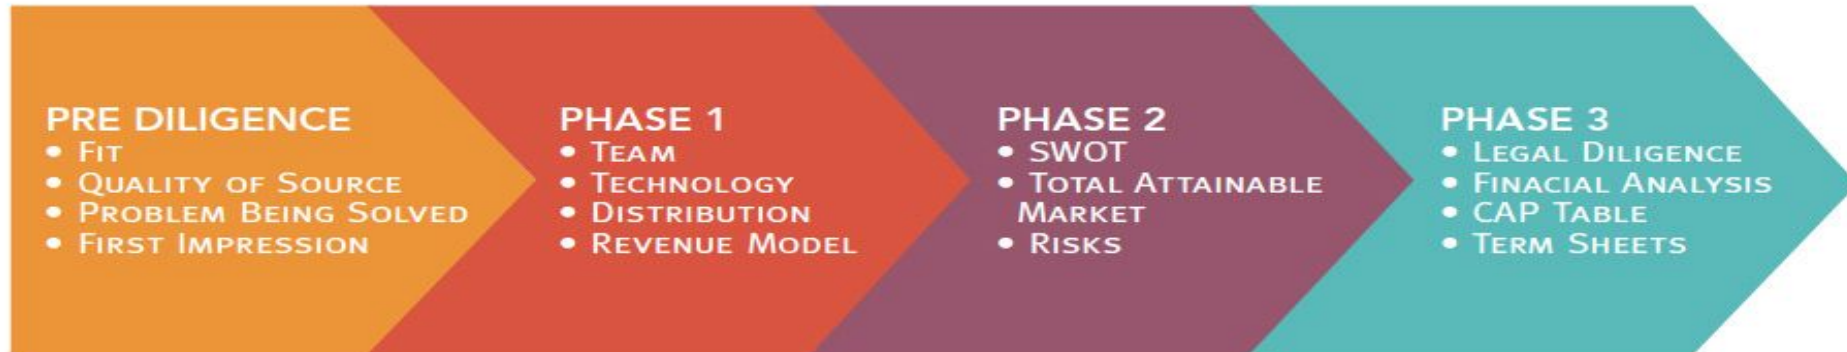 PRE DILIGENCE
• FIT
• QUALITY OF SOURCE
• PROBLEM BEING SOLVED
• FIRST IMPRESSION
PHASE 1
• TEAM
• TECHNOLOGY
• DISTRIBUTION
• REVENUE MODEL
PHASE 2
• SWOT
• TOTAL ATTAINABLE
MARKET
• RISKS
PHASE 3
• LEGAL DILIGENCE
• FINACIAL ANALYSIS
• CAP TABLE
• TERM SHEETS